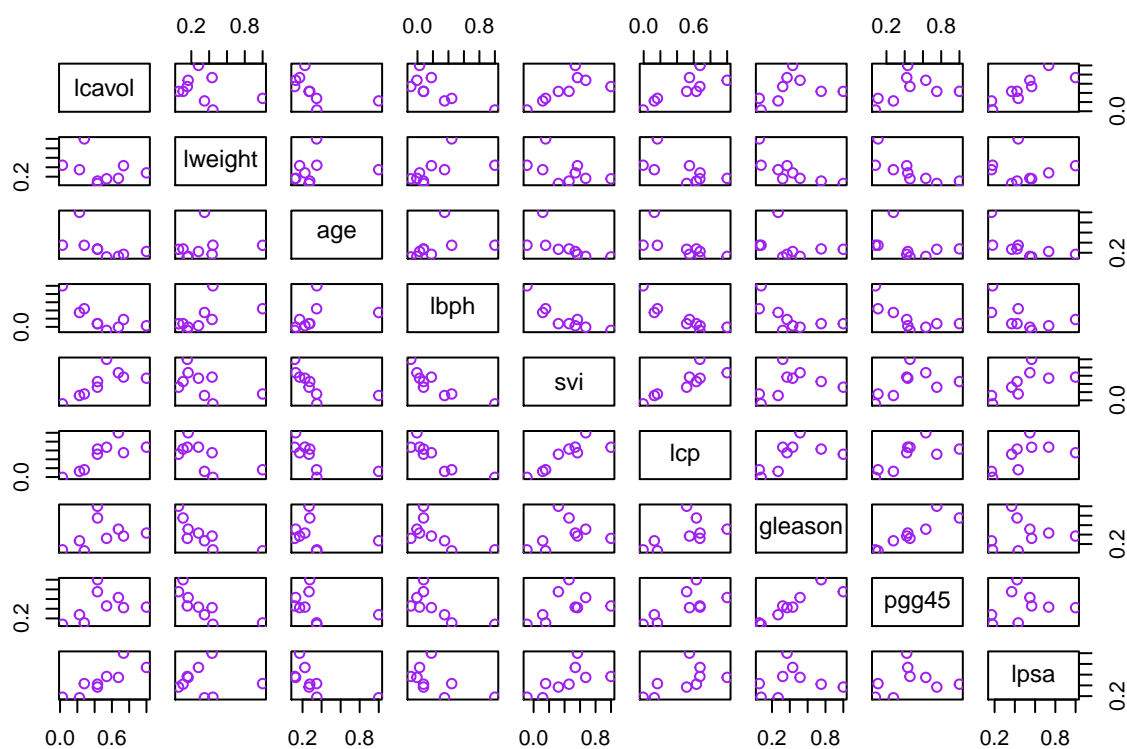 0.2 0.8 0.0 0.8 0.0 0.8 0.2 0.8
lcavol 0.0
0.2 lweight
age 0.2
0.0 lbph
svi 0.0
0.0 lcp
gleason 0.2
0.2 pgg45
lpsa 0.2
0.0 0.6 0.2 0.8 0.0 0.8 0.2 0.8 0.2 0.8